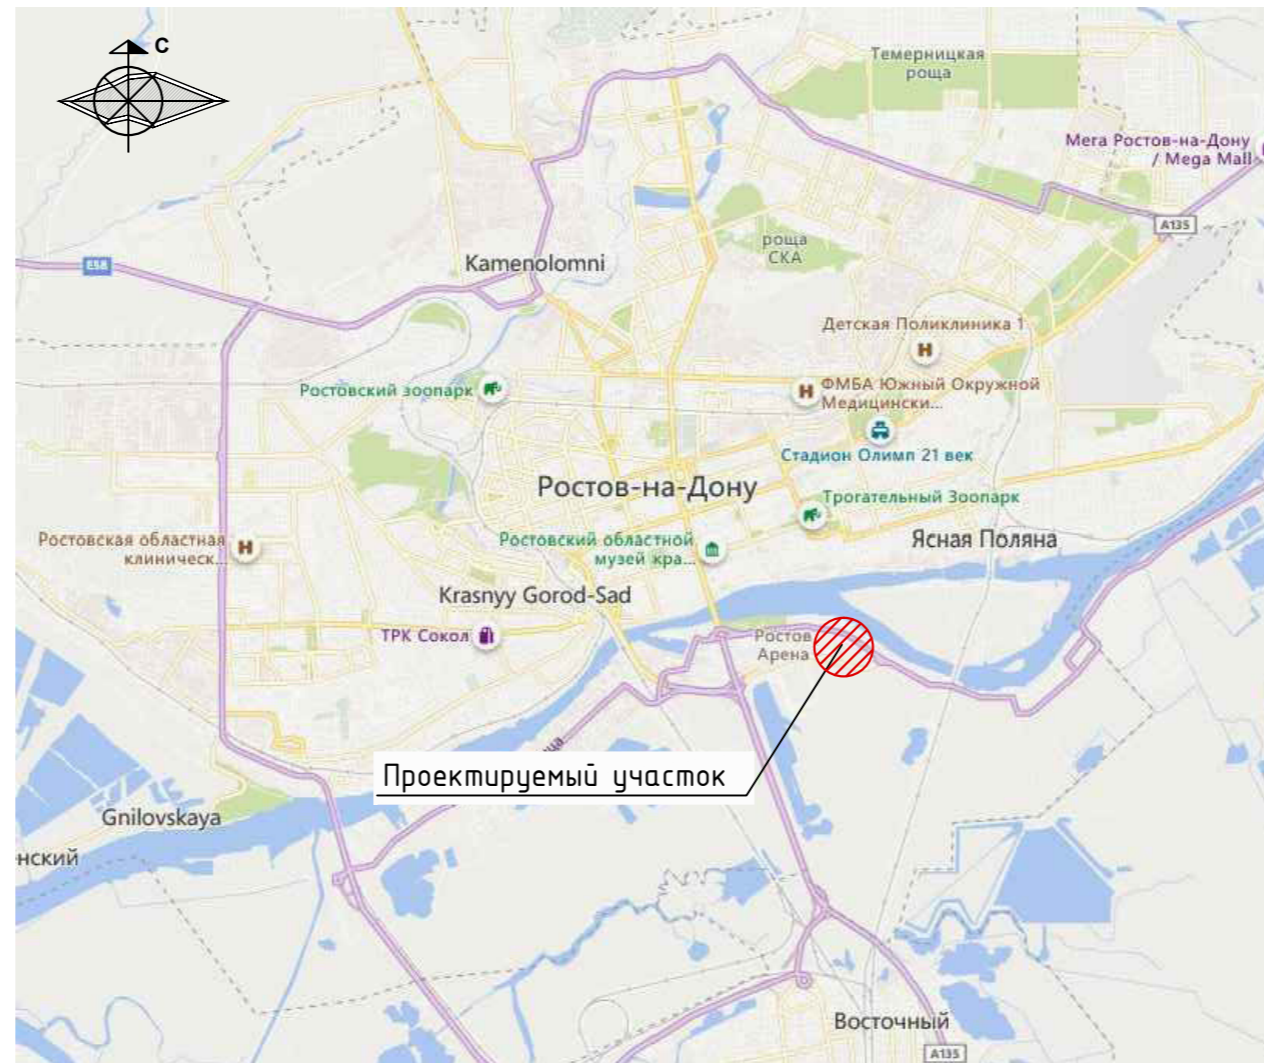 С
Темерницкая
роща
Мега Ростов-на-Дону
/ Mega Mall
A135
роща
СКА
Kamenolomni
E58
Детская Поликлиника 1
Ростовский зоопарк
ФМБА Южный Окружной
Медицински...
Стадион Олимп 21 век
Ростов-на-Дону
Трогательный Зоопарк
Ростовская областная
клиническ...
Ростовский областной
музей кра...
Ясная Поляна
Krasnyy Gorod-Sad
ТРК Сокол
Ростов
Арена
Проектируемый участок
Gnilovskaya
нский
Восточный
A135